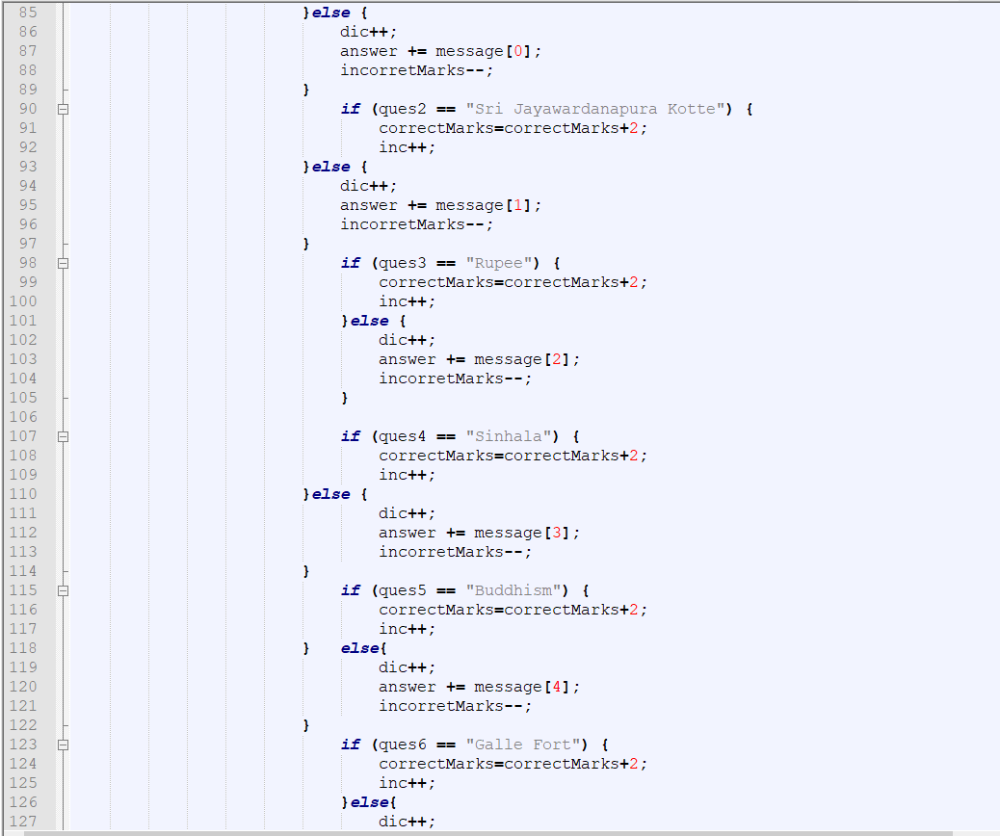 85 }else {
86 dic++;
87 answer += message[0];
88 incorretMarks--;
89 }
90 if (ques2 == "Sri Jayawardanapura Kotte") {
91 correctMarks=correctMarks+2;
92 inc++;
93 }else {
94 dic++;
95 answer += message[1];
96 incorretMarks--;
97 }
98 if (ques3 == "Rupee") {
99 correctMarks=correctMarks+2;
100 inc++;
101 }else {
102 dic++;
103 answer += message[2];
104 incorretMarks--;
105 }
106
107 if (ques4 == "Sinhala") {
108 correctMarks=correctMarks+2;
109 inc++;
110 }else {
111 dic++;
112 answer += message[3];
113 incorretMarks--;
114 }
115 if (ques5 == "Buddhism") {
116 correctMarks=correctMarks+2;
117 inc++;
118 } else{
119 dic++;
120 answer += message[4];
121 incorretMarks--;
122 }
123 if (ques6 == "Galle Fort") {
124 correctMarks=correctMarks+2;
125 inc++;
126 }else{
127 dic++;